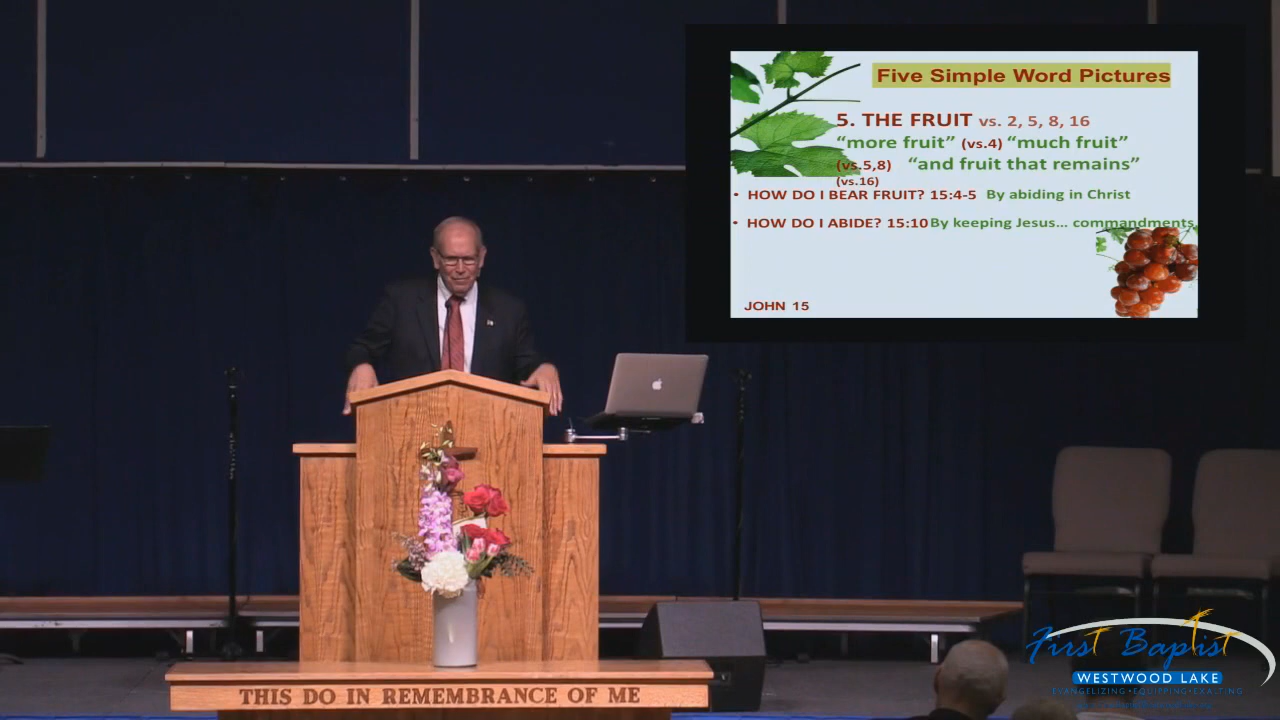 Five Simple Word Pictures
5. THE FRUIT vs. 2, 5, 8, 16
“more fruit” (vs.4) “much fruit”
(vs.5,8) “and fruit that remains”
(vs.16)
• HOW DO I BEAR FRUIT? 15:4-5 By abiding in Christ
• HOW DO I ABIDE? 15:10 By keeping Jesus... commandments
JOHN 15
THIS DO IN REMEMBRANCE OF ME
First Baptist
WESTWOOD LAKE
EVANGELIZING•EQUIPPING•EXALTING